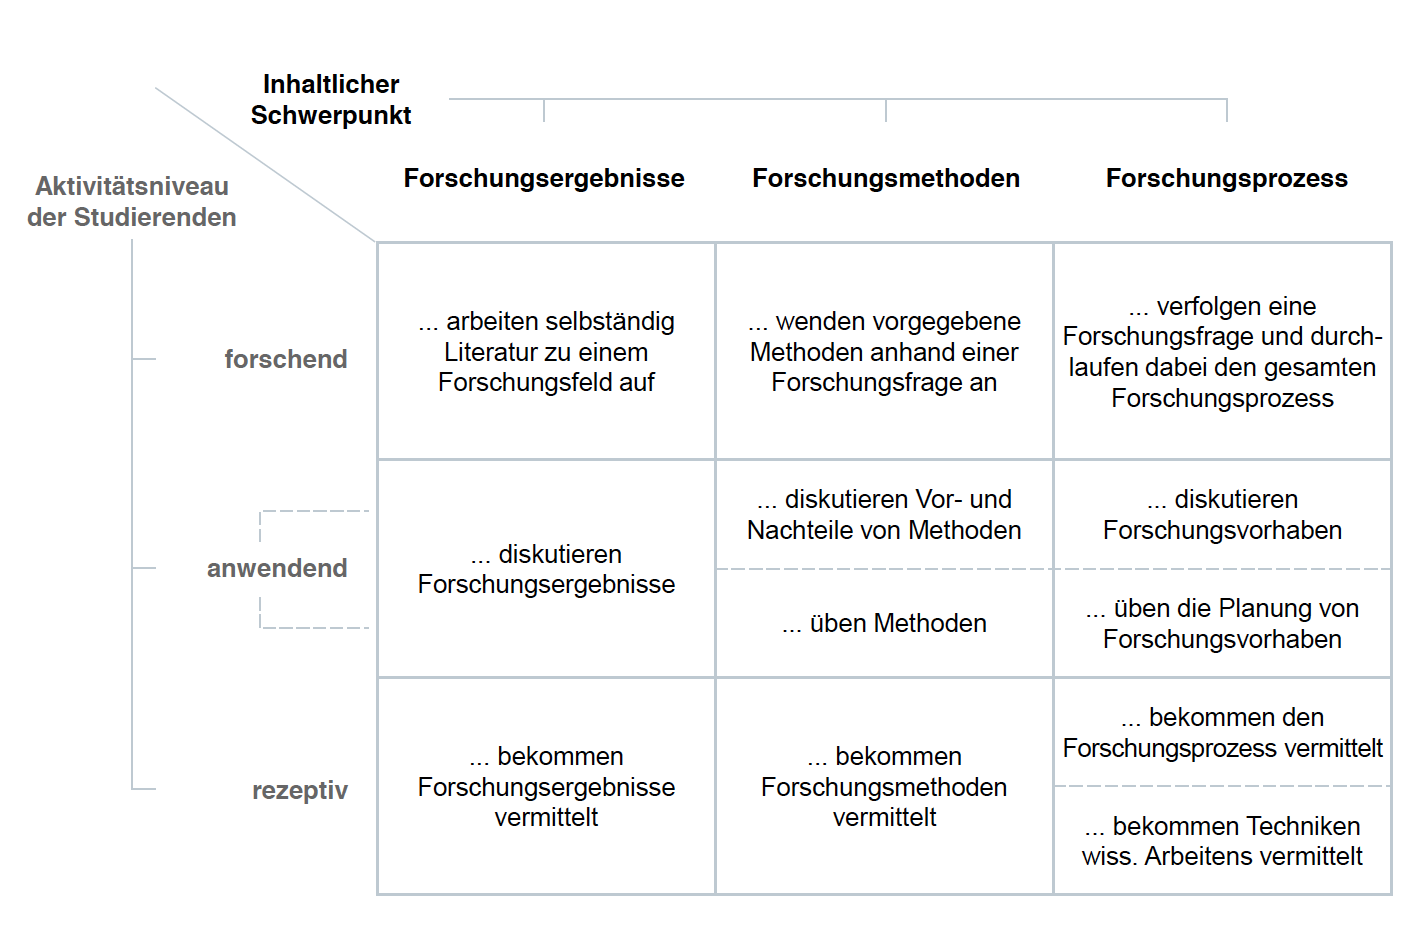 Inhaltlicher
Schwerpunkt
Aktivitätsniveau
der Studierenden
Forschungsergebnisse
Forschungsmethoden
Forschungsprozess
forschend
... arbeiten selbständig
Literatur zu einem
Forschungsfeld auf
... wenden vorgegebene
Methoden anhand einer
Forschungsfrage an
... verfolgen eine
Forschungsfrage und durch-
laufen dabei den gesamten
Forschungsprozess
anwendend
... diskutieren
Forschungsergebnisse
... diskutieren Vor- und
Nachteile von Methoden
... üben Methoden
... diskutieren
Forschungsvorhaben
... üben die Planung von
Forschungsvorhaben
rezeptiv
... bekommen
Forschungsergebnisse
vermittelt
... bekommen
Forschungsmethoden
vermittelt
... bekommen den
Forschungsprozess vermittelt
... bekommen Techniken
wiss. Arbeitens vermittelt